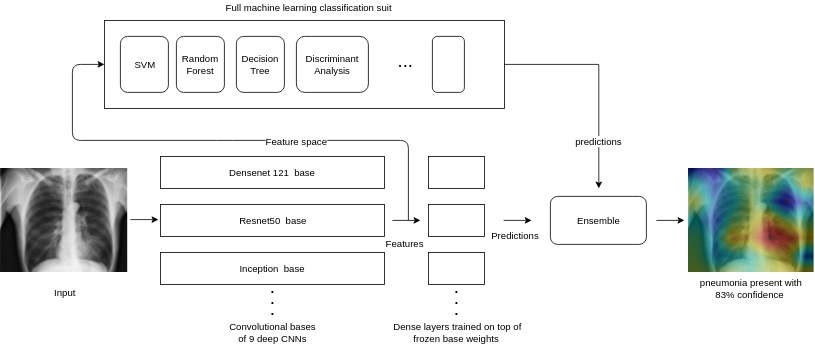 Full machine learning classification suit
SVM
Random
Forest
Decision
Tree
Discriminant
Analysis
...
Feature space
predictions
Densenet 121 base
Resnet50 base
Inception base
Features
Predictions
Ensemble
Input
pneumonia present with
83% confidence
Convolutional bases
of 9 deep CNNs
Dense layers trained on top of
frozen base weights